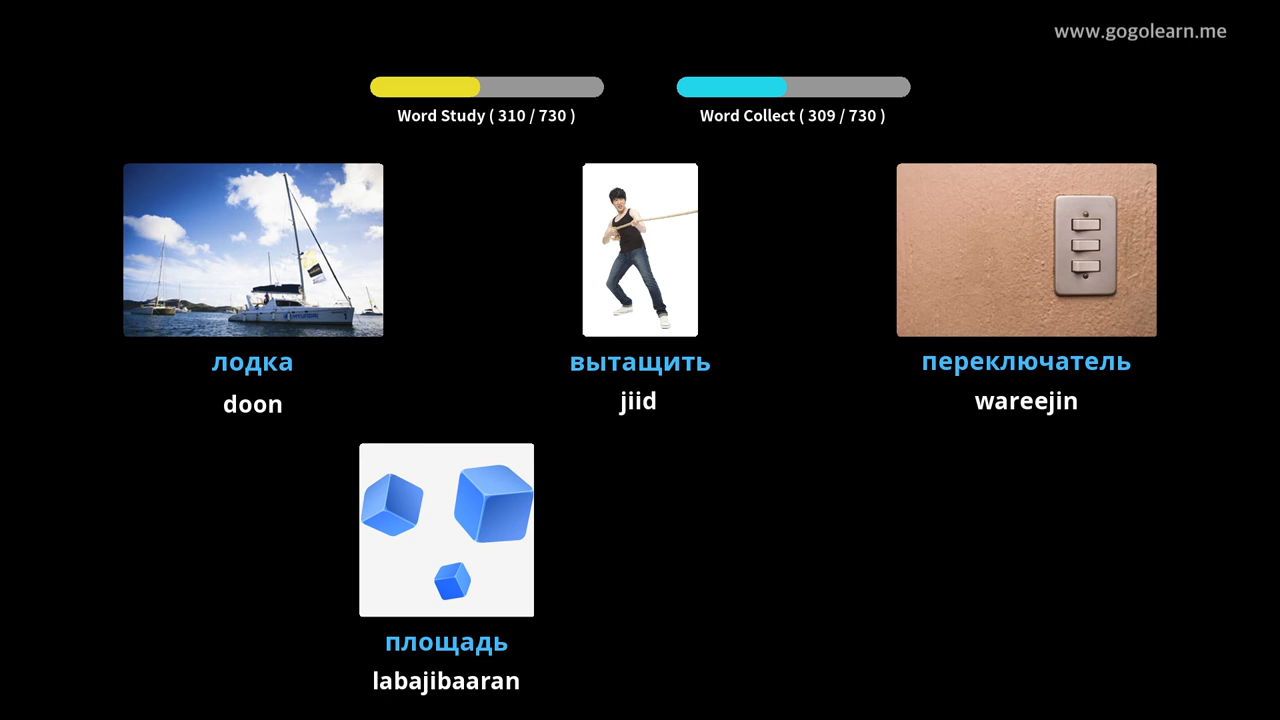 www.gogolearn.me
Word Study ( 310 / 730 )
Word Collect ( 309 / 730 )
лодка
вытащить
переключатель
doon
jiid
wareejin
площадь
labajibaaran